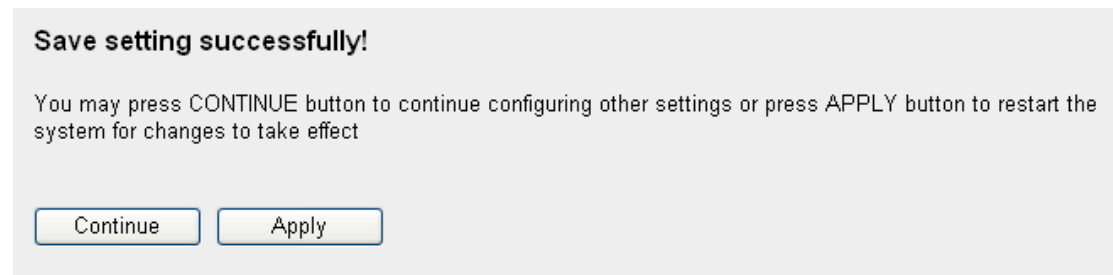 Save setting successfully!
You may press CONTINUE button to continue configuring other settings or press APPLY button to restart the
system for changes to take effect
Continue Apply